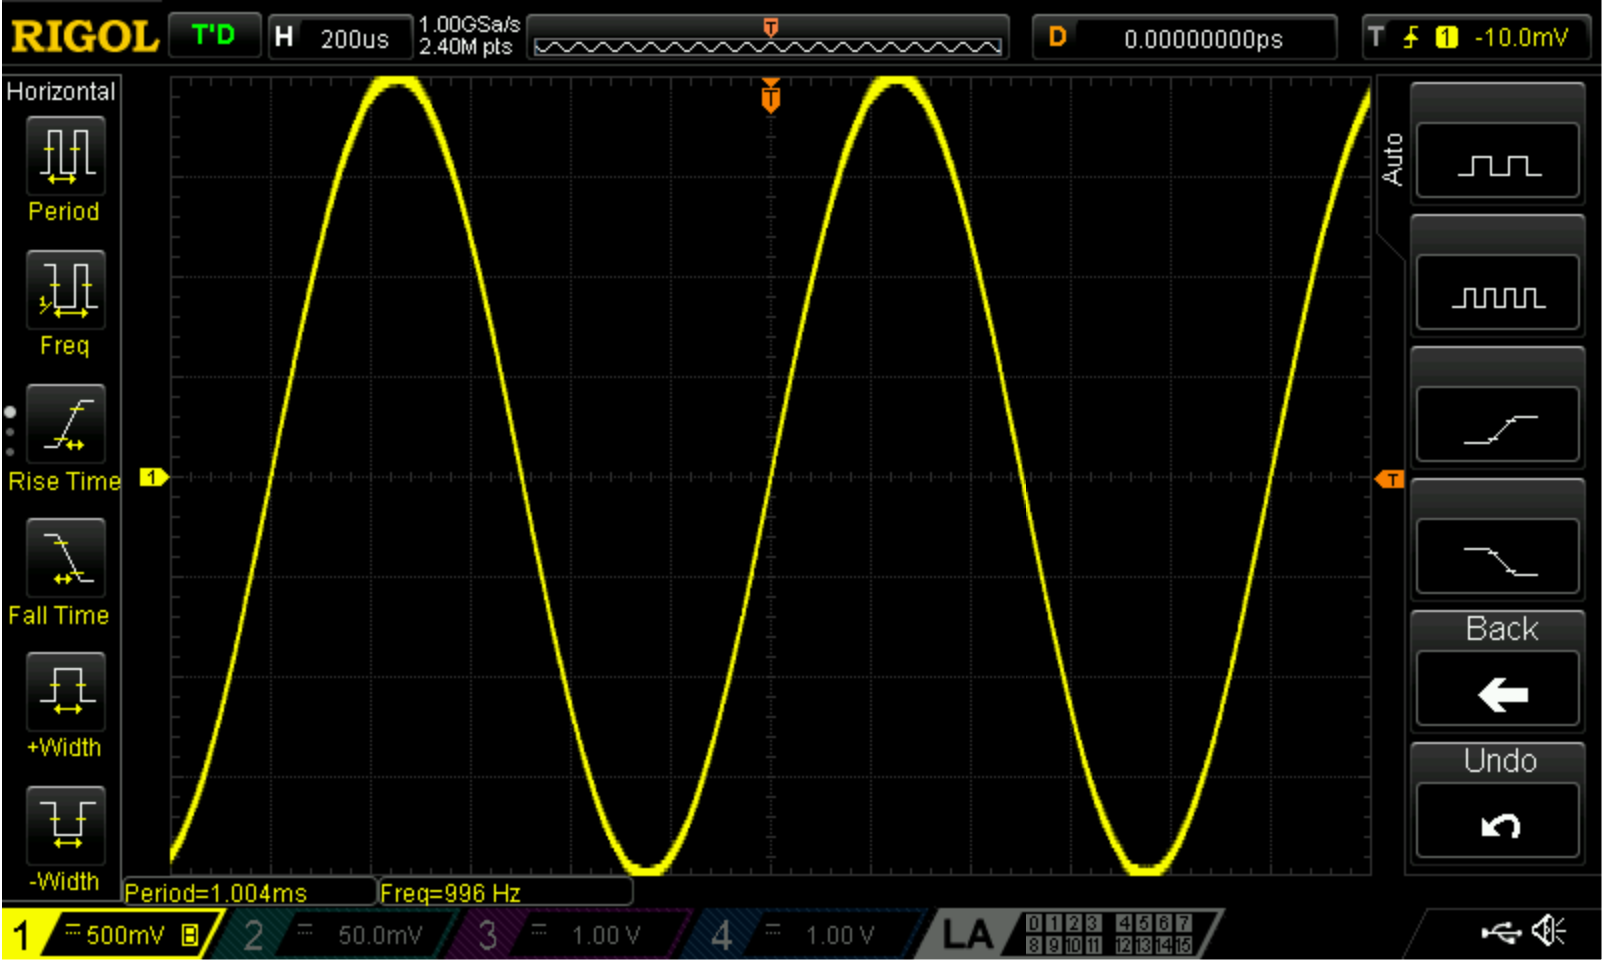 RIGOL T'D H 200us 1.00GSa/s D 0.00000000ps T 1 -10.0mV
2.40M pts
T
Horizontal
T
Auto
Period
Freq
1
T
Rise Time
Fall Time
Back
+Width
Undo
-Width
Period=1.004ms Freq=996 Hz
1 500mV B 2 50.0mV 3 1.00 V 4 1.00 V LA 0 1 2 3 4 5 6 7
8 9 10 11 12 13 14 15